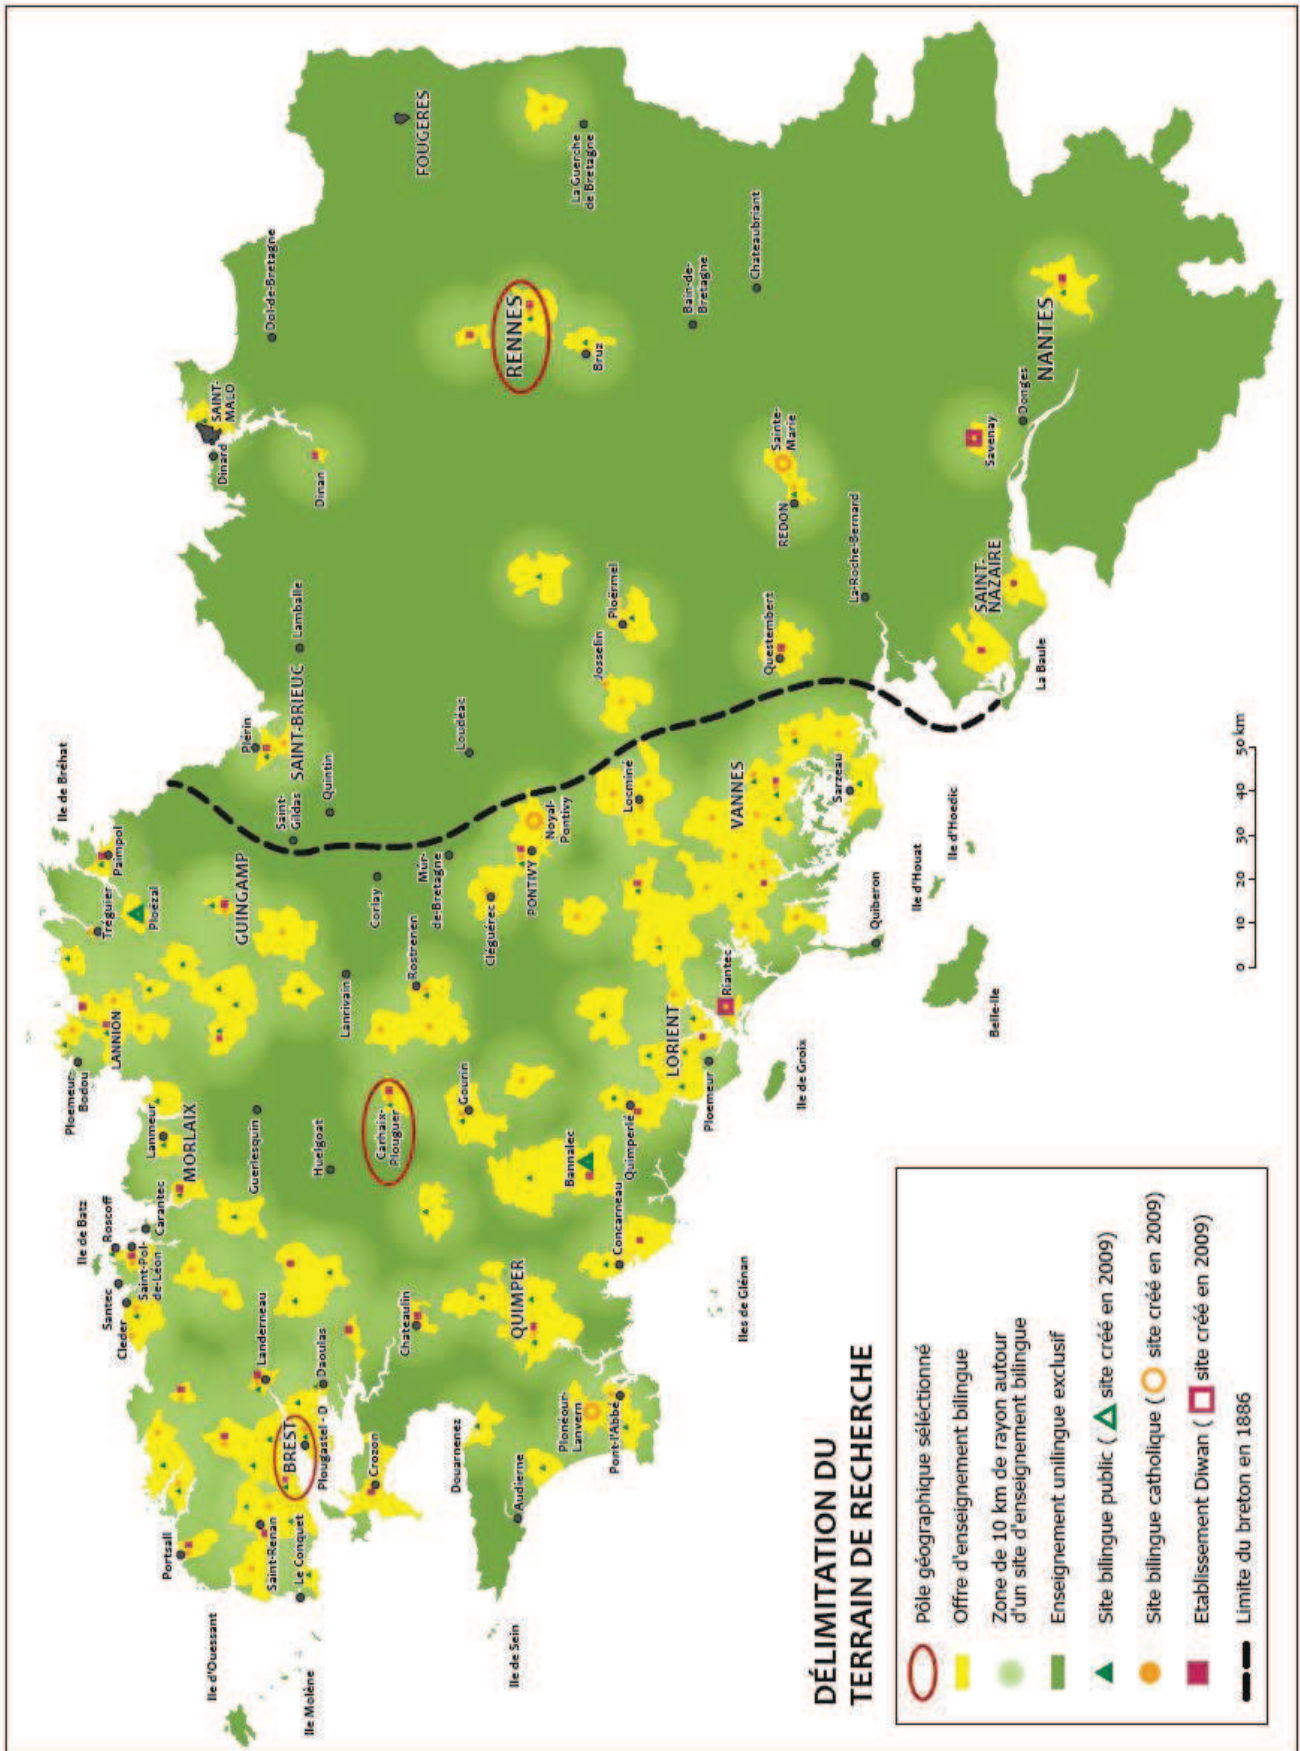 Ile de Bréhat
Paimpol
Tréguier
Ploëzal
Ploemeur-
Bodou
LANNION
GUINGAMP
Plérin
SAINT-BRIEUC
Saint-
Gildas
Quintin
Lamballe
Dinard
SAINT-
MALO
Dinan
Dol-de-Bretagne
FOUGERES
Ile de Batz
Roscoff
Santec
Cleder
Saint-Pol-
de-Léon
Carantec
Lanmeur
MORLAIX
Guerlesquin
Huelgoat
Landerneau
Daoulas
Portsall
Saint-Renan
Le Conquet
BREST
Plougastel - D
Crozon
Ile d'Ouessant
Ile Molène
Ile de Sein
Chateaulin
Carhaix-
Plouguer
Lanrivain
Rostrenen
Corlay
Mûr-
de-Bretagne
Loudéac
Gourin
Cléguérec
PONTIVY
Noyal-
Pontivy
RENNES
Bruz
La Guerche
de Bretagne
Douarnenez
Audierne
QUIMPER
Plonéour-
Lanvern
Pont-l'Abbé
Concarneau
Bannalec
Quimperlé
LORIENT
Ploemeur
Riantec
Locminé
Josselin
Ploërmel
VANNES
Sarzeau
Questembert
REDON
Sainte-
Marie
La-Roche-Bernard
Bain-de-
Bretagne
Chateaubriant
Savenay
Donges
NANTES
SAINT-
NAZAIRE
La Baule
Quiberon
Ile d'Houat
Ile d'Hoedic
Belle-Ile
Ile de Groix
Iles de Glénan
0 10 20 30 40 50 km
DÉLIMITATION DU
TERRAIN DE RECHERCHE
Pôle géographique séléctionné
Offre d'enseignement bilingue
Zone de 10 km de rayon autour
d'un site d'enseignement bilingue
Enseignement unilingue exclusif
Site bilingue public ( site créé en 2009)
Site bilingue catholique ( site créé en 2009)
Etablissement Diwan ( site créé en 2009)
Limite du breton en 1886